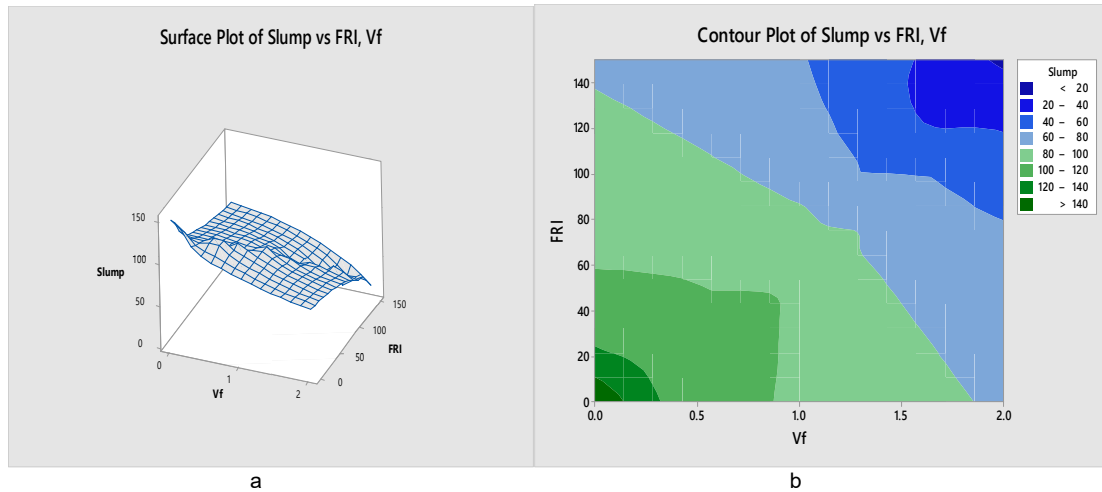 Surface Plot of Slump vs FRI, Vf
150
100
50
0
Slump
0
1
2
Vf
0
50
100
150
FRI
a
Contour Plot of Slump vs FRI, Vf
140
120
100
80
60
40
20
0
FRI
0.0
0.5
1.0
1.5
2.0
Vf
Slump
< 20
20 – 40
40 – 60
60 – 80
80 – 100
100 – 120
120 – 140
> 140
b